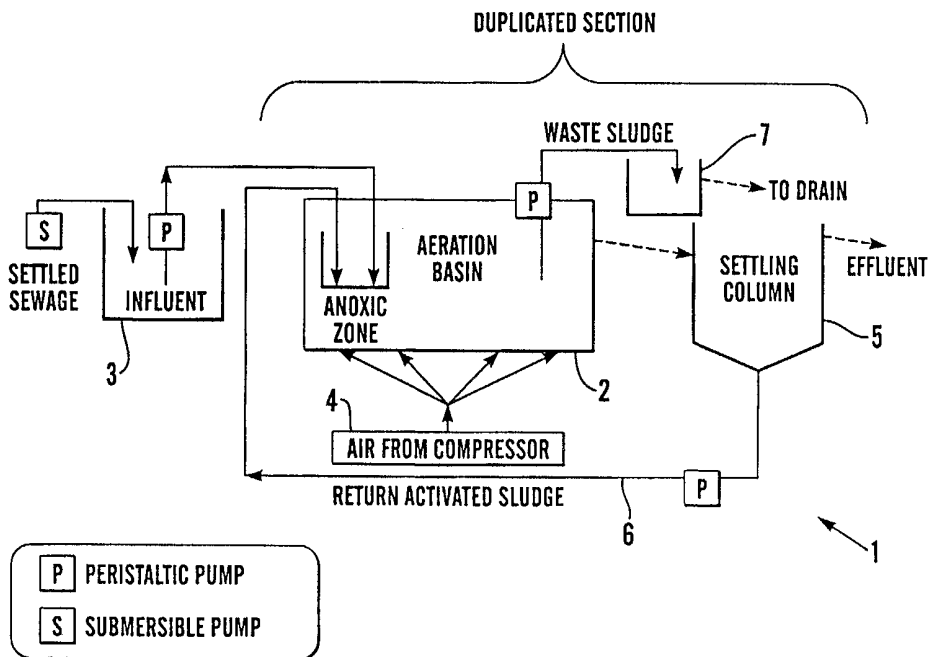 DUPLICATED SECTION
WASTE SLUDGE
7
TO DRAIN
P
S
P
SETTLED
SEWAGE
INFLUENT
3
AERATION
BASIN
ANOXIC
ZONE
2
SETTLING
COLUMN
EFFLUENT
5
4
AIR FROM COMPRESSOR
RETURN ACTIVATED SLUDGE
6
P
1
P PERISTALTIC PUMP
S SUBMERSIBLE PUMP